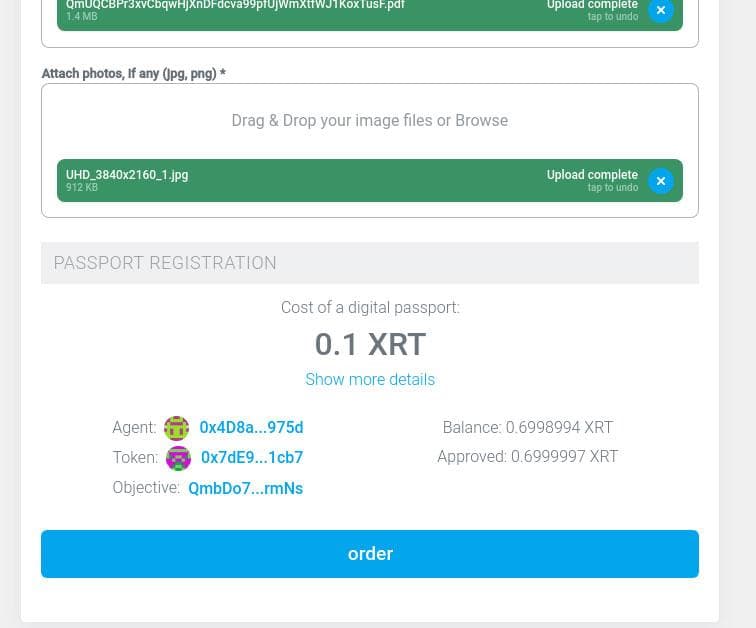 QmUQCBPr3xvCbqwHjXnDFdcva99pfUjWmXtfWJ1KoxTusF.pdf
Upload complete
1.4 MB
tap to undo
Attach photos, if any (jpg, png) *
Drag & Drop your image files or Browse
UHD_3840x2160_1.jpg
Upload complete
912 KB
tap to undo
PASSPORT REGISTRATION
Cost of a digital passport:
0.1 XRT
Show more details
Agent: 0x4D8a...975d
Balance: 0.6998994 XRT
Token: 0x7dE9...1cb7
Approved: 0.6999997 XRT
Objective: QmbDo7...rmNs
order